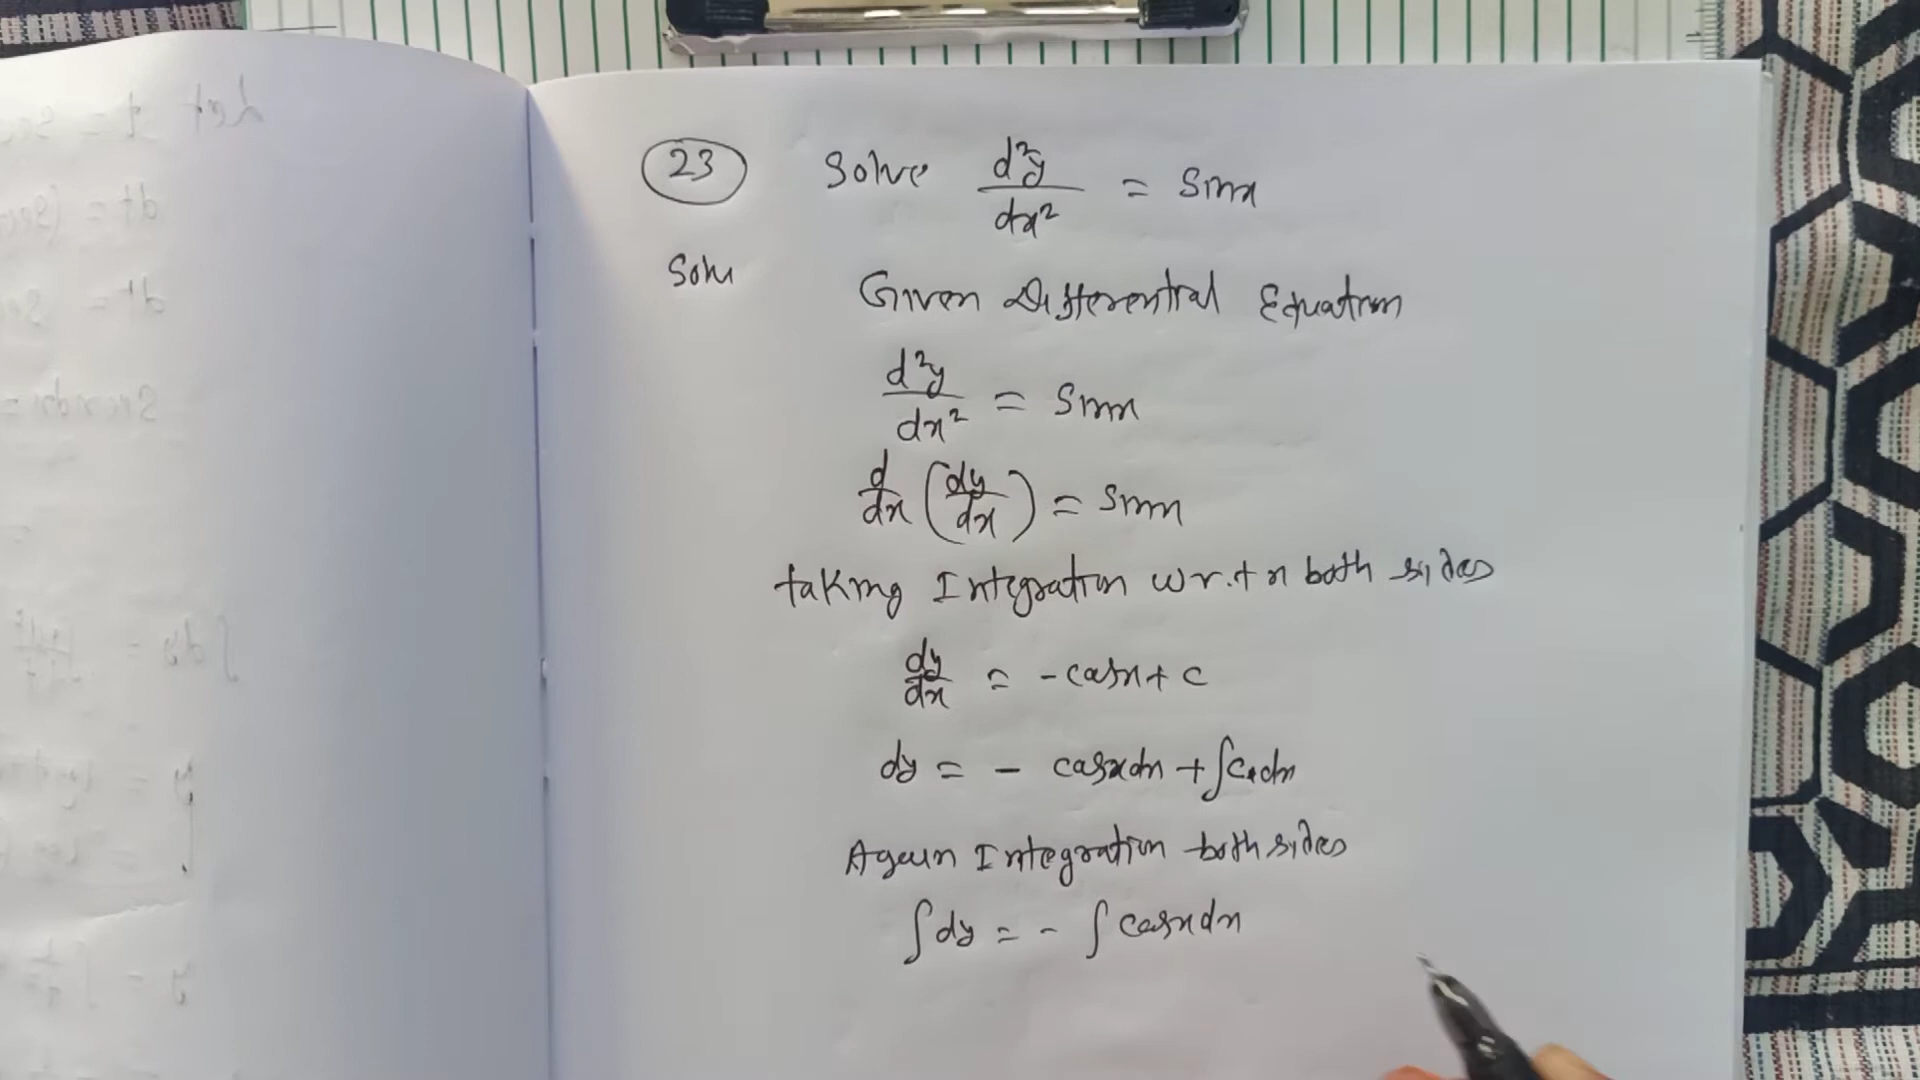 23 Solve d²y/dx² = sinx
Soln Given Differential Equation
d²y/dx² = sinx
d/dx (dy/dx) = sinx
taking Integration w.r.t x both sides
dy/dx = -cosx + c
dy = - cosxdx + ∫c.dx
Again Integration both sides
∫dy = - ∫cosxdx